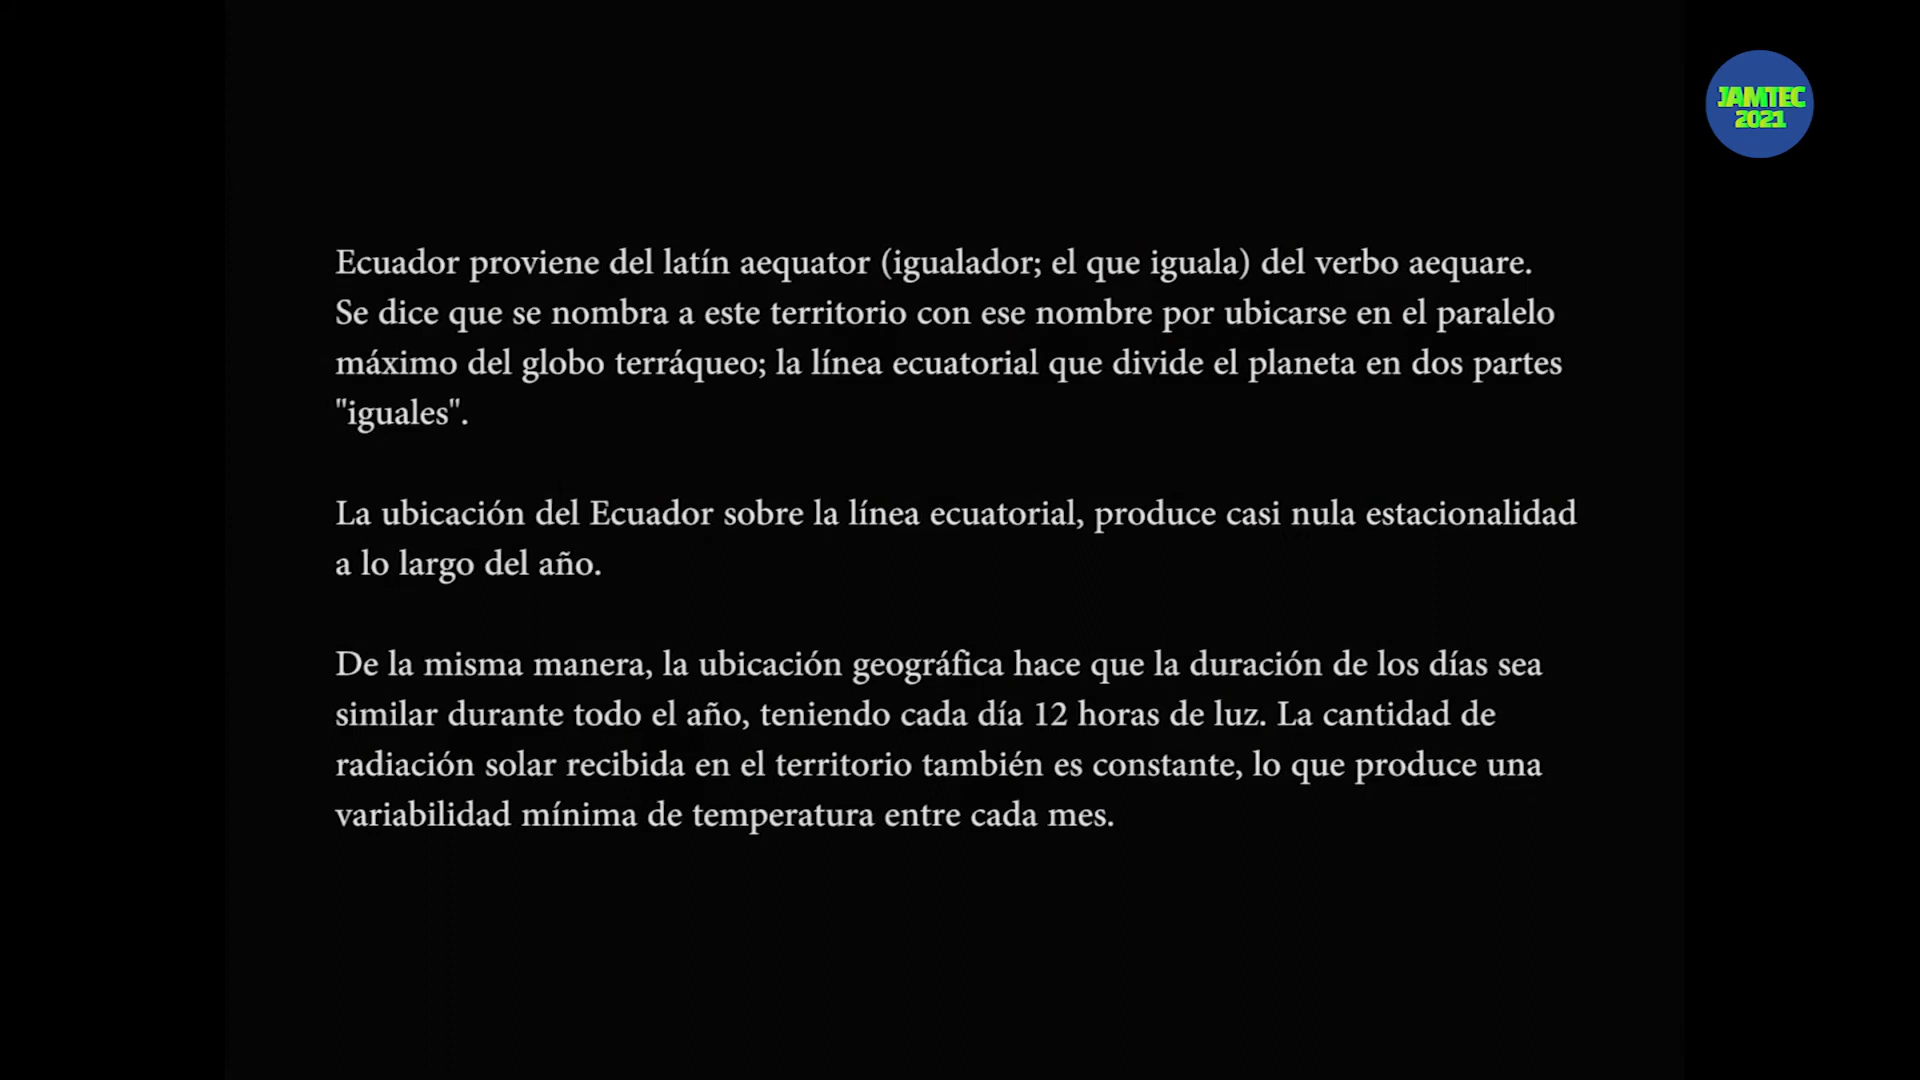 JAMTEC
2021
Ecuador proviene del latín aequator (igualador; el que iguala) del verbo aequare.
Se dice que se nombra a este territorio con ese nombre por ubicarse en el paralelo
máximo del globo terráqueo; la línea ecuatorial que divide el planeta en dos partes
"iguales".
La ubicación del Ecuador sobre la línea ecuatorial, produce casi nula estacionalidad
a lo largo del año.
De la misma manera, la ubicación geográfica hace que la duración de los días sea
similar durante todo el año, teniendo cada día 12 horas de luz. La cantidad de
radiación solar recibida en el territorio también es constante, lo que produce una
variabilidad mínima de temperatura entre cada mes.